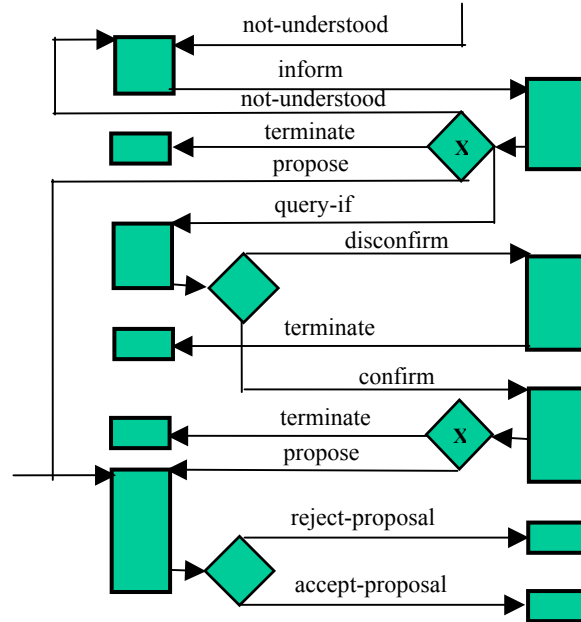 not-understood
inform
not-understood
terminate
X
propose
query-if
disconfirm
terminate
confirm
terminate
X
propose
reject-proposal
accept-proposal